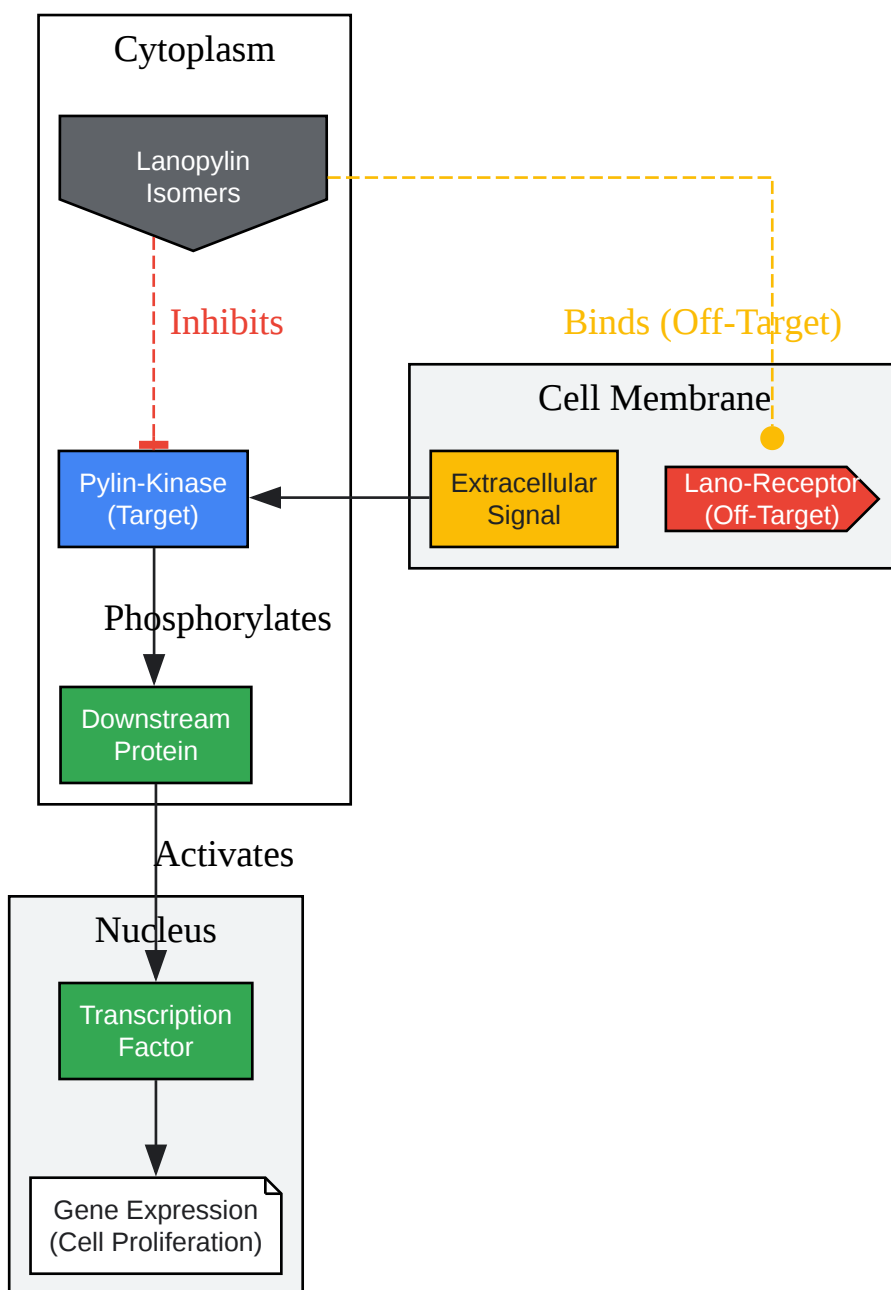 Cytoplasm
Lanopylin
Isomers
Inhibits
Binds (Off-Target)
Cell Membrane
Pylin-Kinase
(Target)
Extracellular
Signal
Lano-Receptor
(Off-Target)
Phosphorylates
Downstream
Protein
Activates
Nucleus
Transcription
Factor
Gene Expression
(Cell Proliferation)